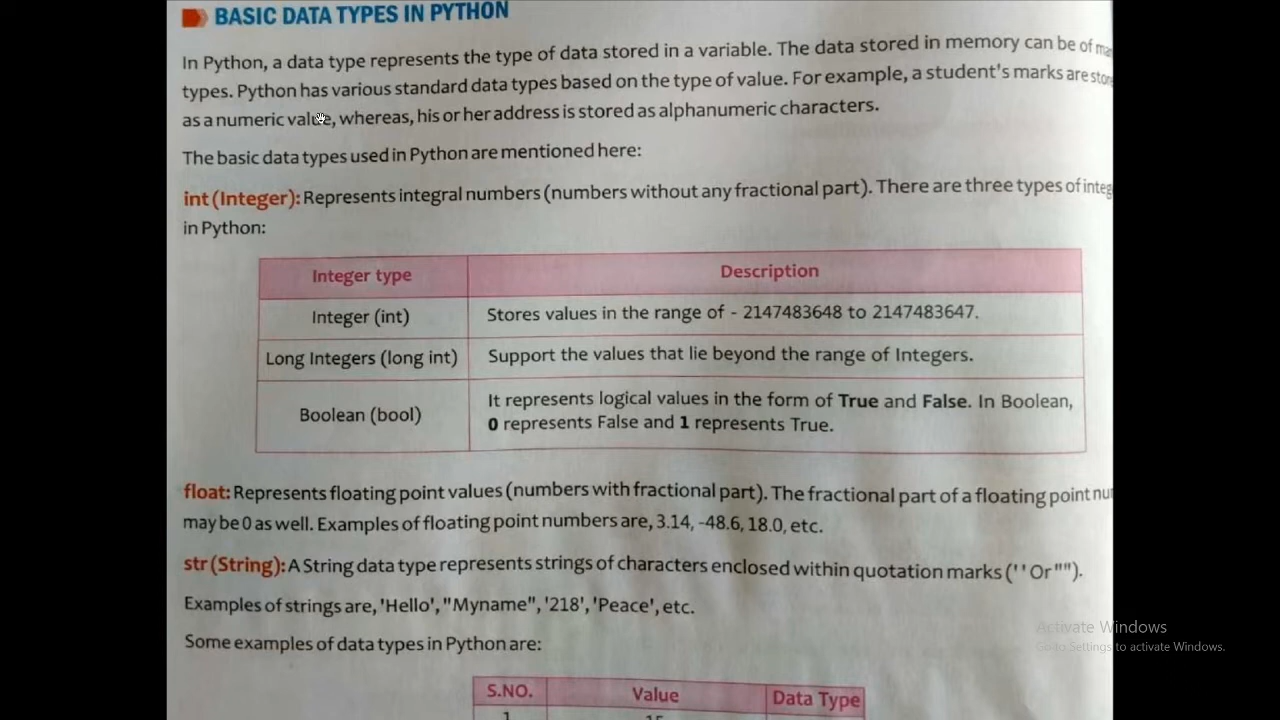 BASIC DATA TYPES IN PYTHON
In Python, a data type represents the type of data stored in a variable. The data stored in memory can be of
types. Python has various standard data types based on the type of value. For example, a student's marks are
as a numeric value, whereas, his or her address is stored as alphanumeric characters.
The basic data types used in Python are mentioned here:
int (Integer): Represents integral numbers (numbers without any fractional part). There are three types of
in Python:
Integer type Description
Integer (int) Stores values in the range of - 2147483648 to 2147483647.
Long Integers (long int) Support the values that lie beyond the range of Integers.
Boolean (bool) It represents logical values in the form of True and False. In Boolean,
0 represents False and 1 represents True.
float: Represents floating point values (numbers with fractional part). The fractional part of a floating point
may be 0 as well. Examples of floating point numbers are, 3.14, -48.6, 18.0, etc.
str (String): A String data type represents strings of characters enclosed within quotation marks (' ' Or " ").
Examples of strings are, 'Hello', "Myname", '218', 'Peace', etc.
Some examples of data types in Python are:
S.NO. Value Data Type
Activate Windows
Go to Settings to activate Windows.